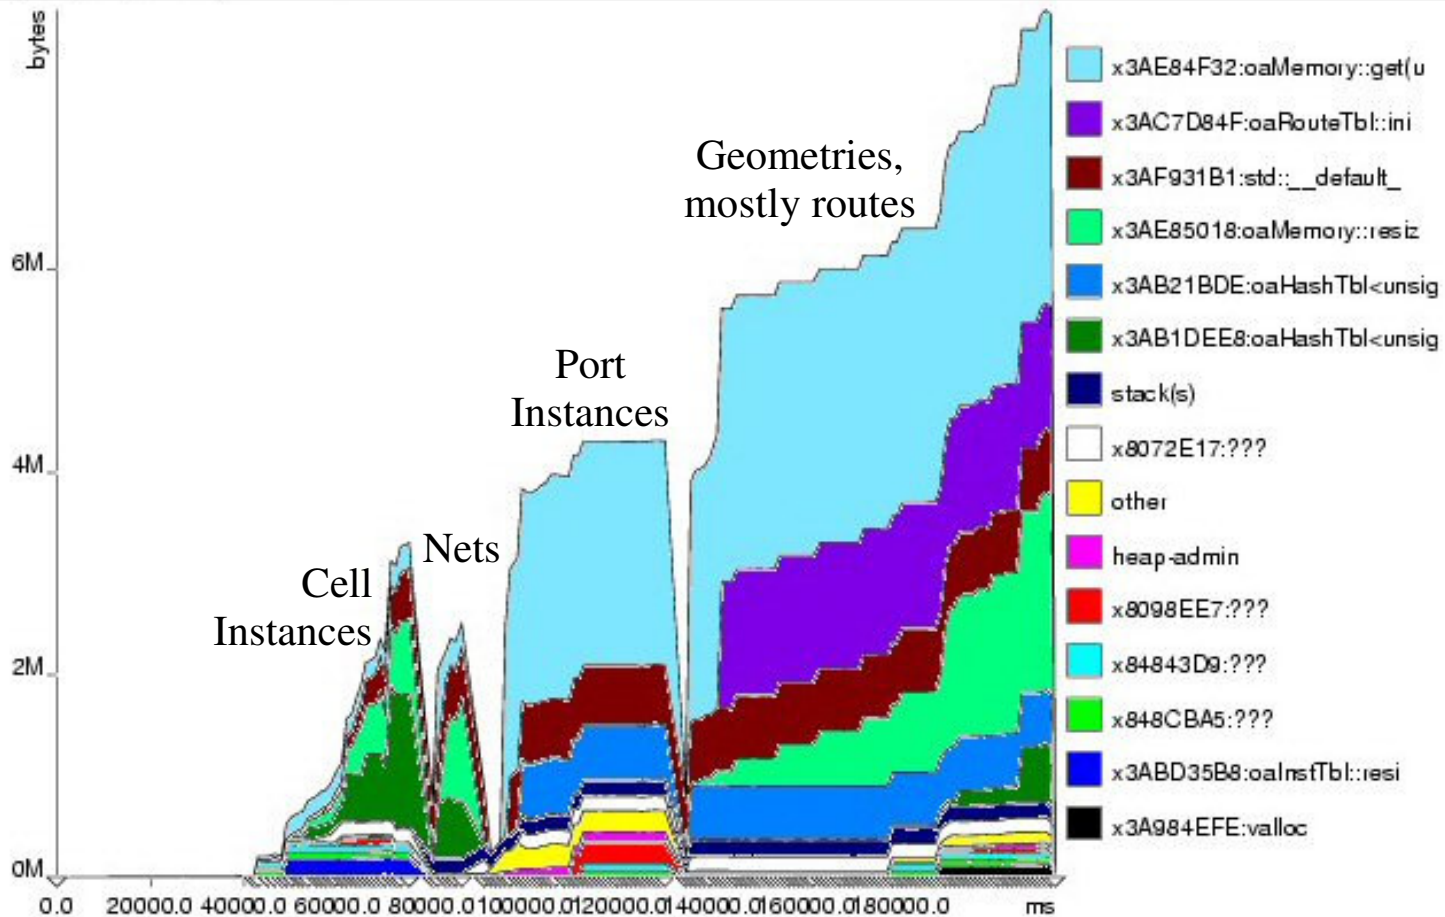 bytes
6M
4M
2M
0M
Geometries,
mostly routes
Port
Instances
Nets
Cell
Instances
x3AE84F32:oaMemory::get(u
x3AC7D84F:oaRouteTbl::ini
x3AF931B1:std::__default_
x3AE85018:oaMemory::resiz
x3AB21BDE:oaHashTbl<unsig
x3AB1DEE8:oaHashTbl<unsig
stack(s)
x8072E17:???
other
heap-admin
x8098EE7:???
x84843D9:???
x848CBA5:???
x3ABD35B8:oaInstTbl::resi
x3A984EFE:valloc
0.0 20000.0 40000.0 60000.0 80000.0 100000.0 120000.0 140000.0 160000.0 180000.0 ms